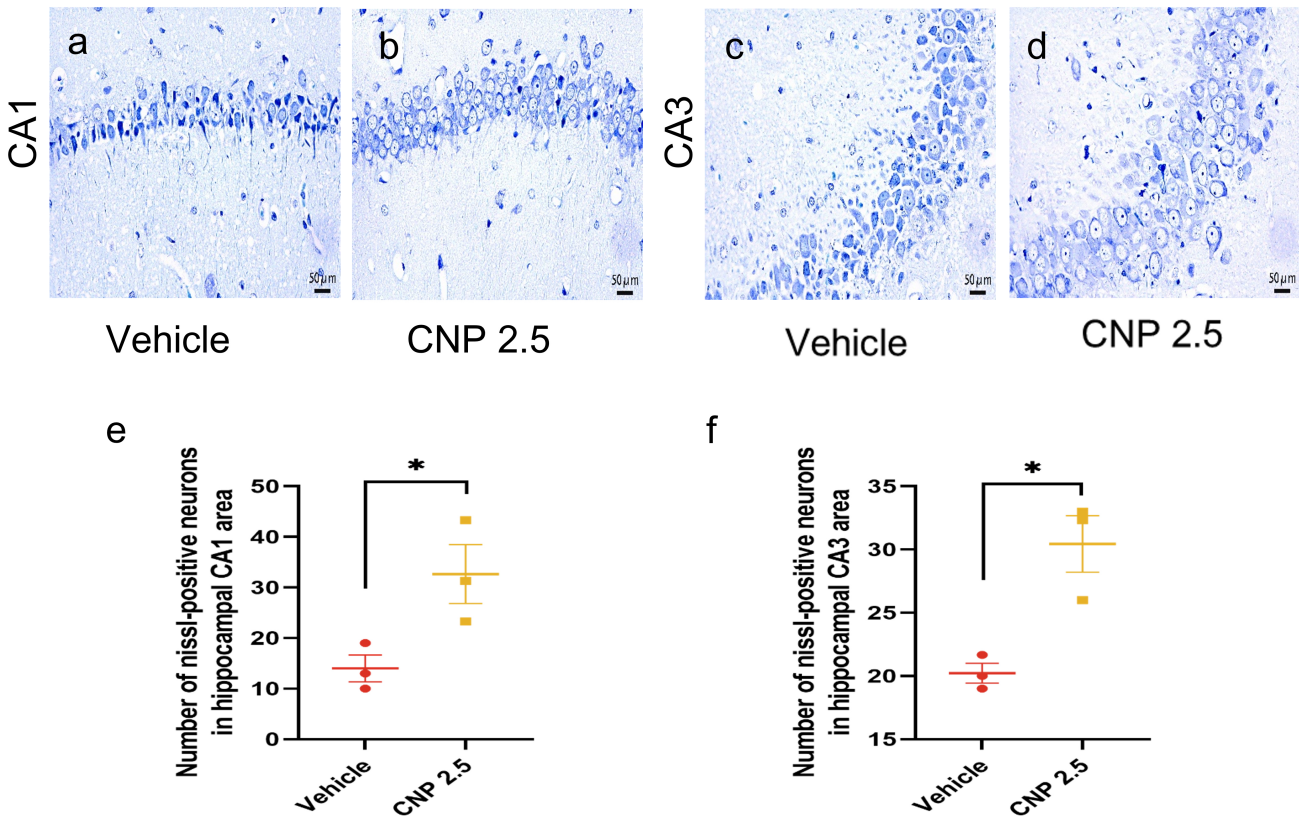 a
b
c
d
CA1
CA3
50 µm
50 µm
50 µm
50 µm
Vehicle
CNP 2.5
Vehicle
CNP 2.5
e
Number of nissl-positive neurons
in hippocampal CA1 area
50
40
30
20
10
0
*
Vehicle
CNP 2.5
f
Number of nissl-positive neurons
in hippocampal CA3 area
35
30
25
20
15
*
Vehicle
CNP 2.5